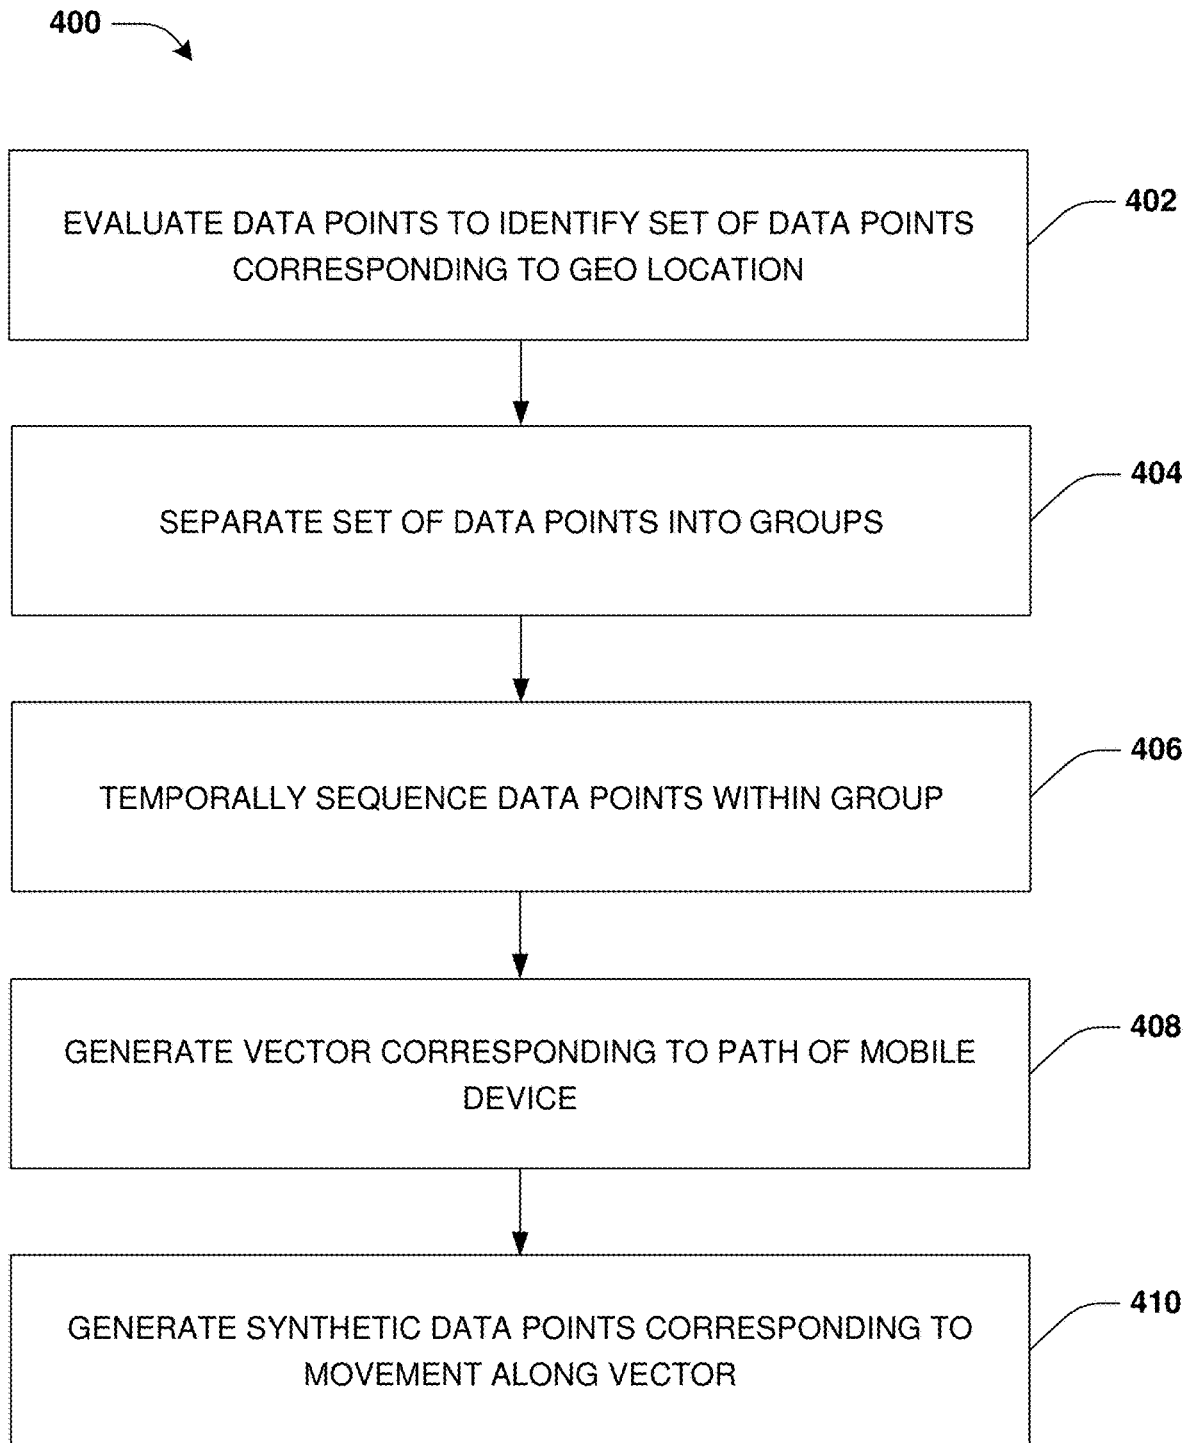 400
EVALUATE DATA POINTS TO IDENTIFY SET OF DATA POINTS
CORRESPONDING TO GEO LOCATION
402
SEPARATE SET OF DATA POINTS INTO GROUPS
404
TEMPORALLY SEQUENCE DATA POINTS WITHIN GROUP
406
GENERATE VECTOR CORRESPONDING TO PATH OF MOBILE
DEVICE
408
GENERATE SYNTHETIC DATA POINTS CORRESPONDING TO
MOVEMENT ALONG VECTOR
410